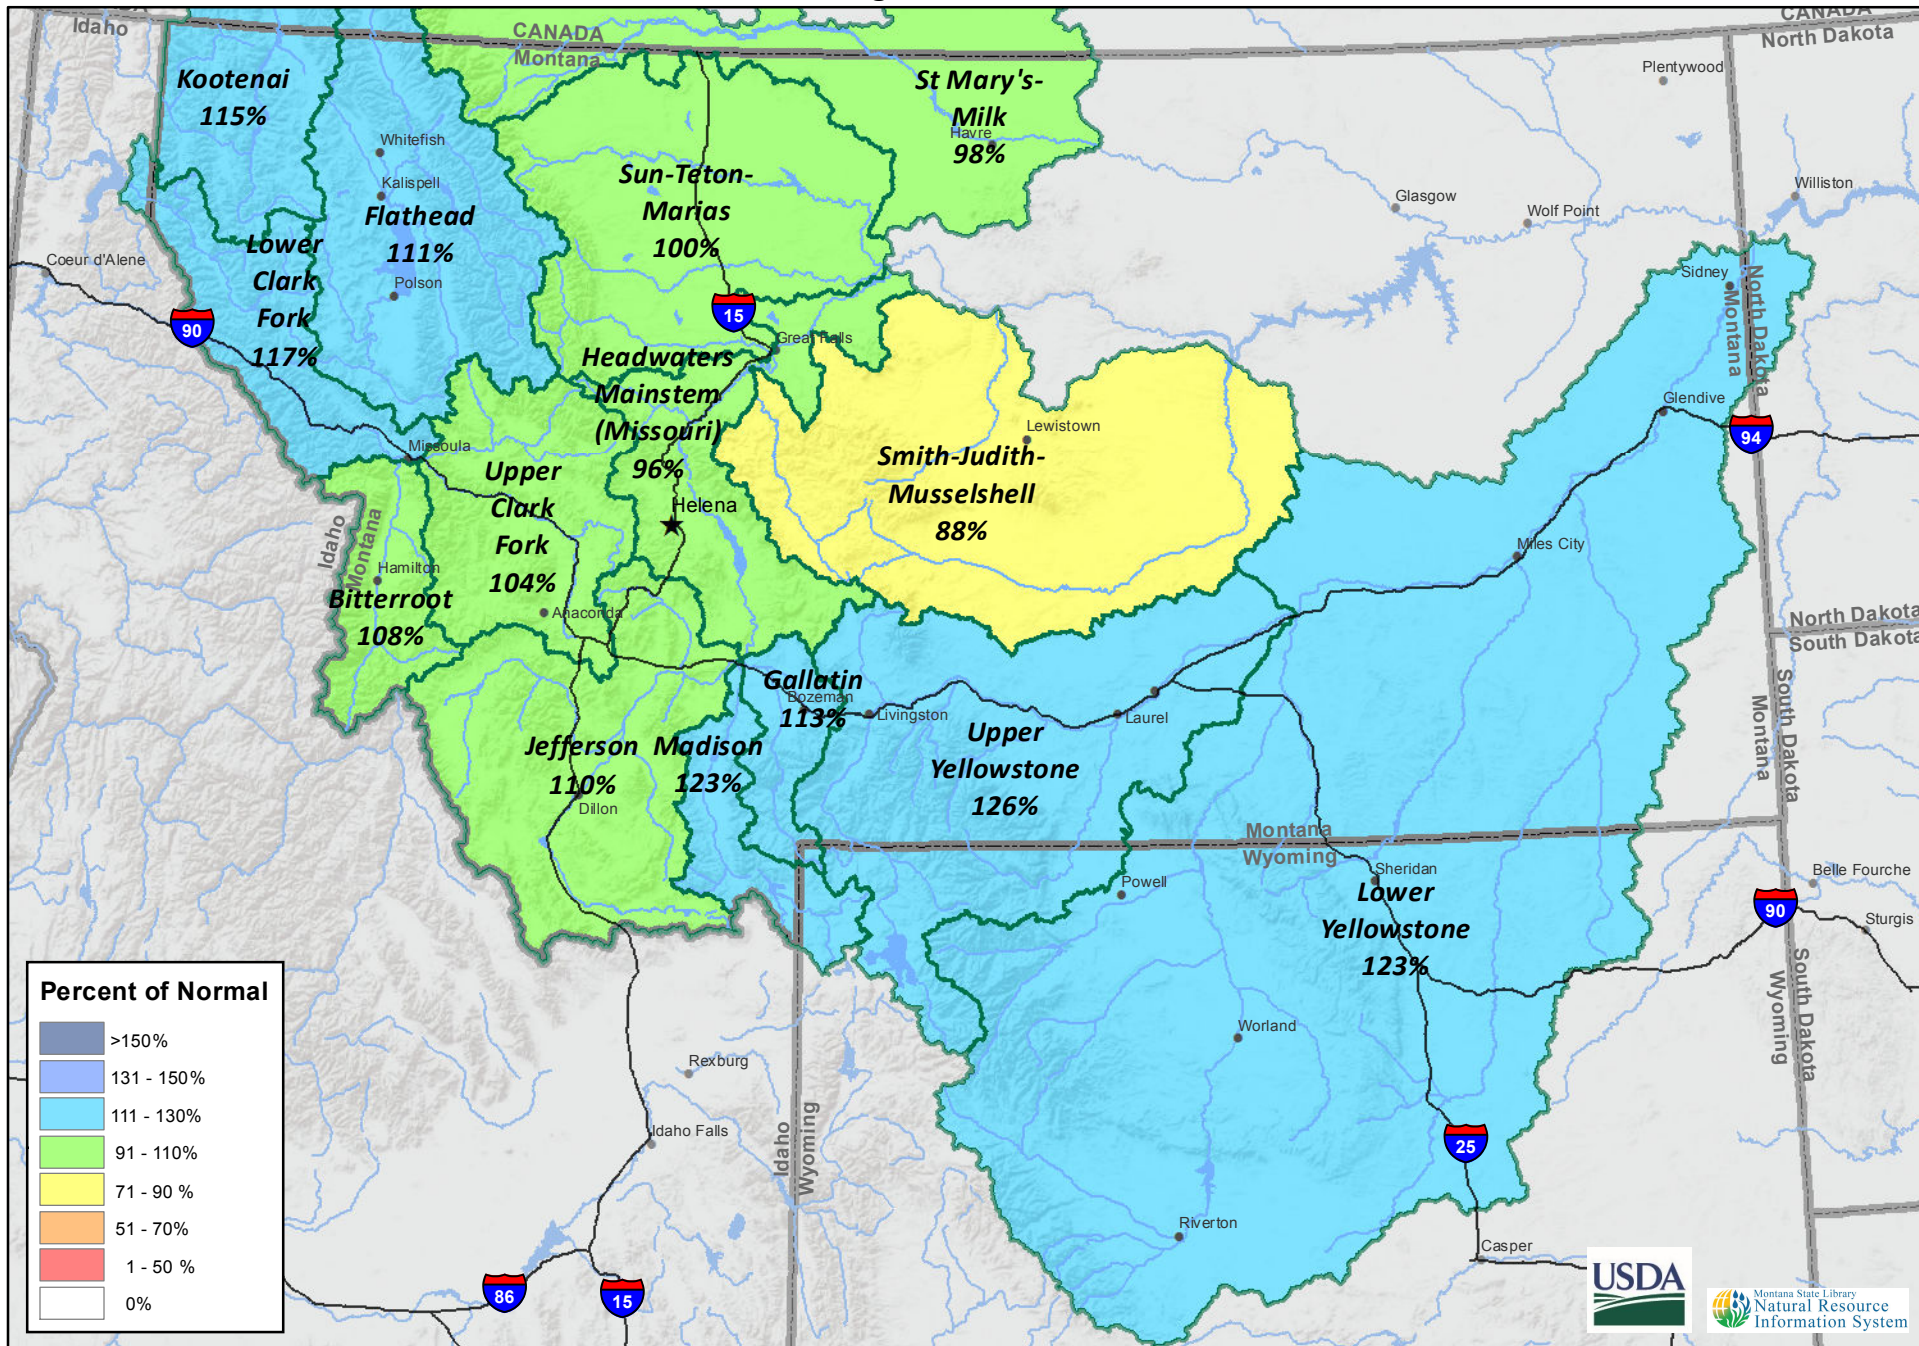 CANADA
Idaho
CANADA
Montana
CANADA
North Dakota
Kootenai
115%
Whitefish
Kalispell
Flathead
111%
Polson
Lower
Clark
Fork
117%
Coeur d'Alene
90
St Mary's-
Milk
Havre
98%
Sun-Teton-
Marias
100%
15
Great Falls
Plentywood
Glasgow
Wolf Point
Williston
Sidney
North Dakota
Montana
Glendive
94
Headwaters
Mainstem
(Missouri)
96%
Helena
Lewistown
Smith-Judith-
Musselshell
88%
Missoula
Upper
Clark
Fork
104%
Anaconda
Idaho
Montana
Hamilton
Bitterroot
108%
Miles City
North Dakota
South Dakota
South Dakota
Montana
Gallatin
Bozeman
113%
Livingston
Laurel
Upper
Yellowstone
126%
Jefferson
110%
Dillon
Madison
123%
Montana
Wyoming
Powell
Sheridan
Lower
Yellowstone
123%
Belle Fourche
90
Sturgis
South Dakota
Wyoming
Worland
Rexburg
Idaho Falls
Idaho
Wyoming
25
Riverton
Casper
86
15
Percent of Normal
>150%
131 - 150%
111 - 130%
91 - 110%
71 - 90 %
51 - 70%
1 - 50 %
0%
USDA
Montana State Library
Natural Resource
Information System